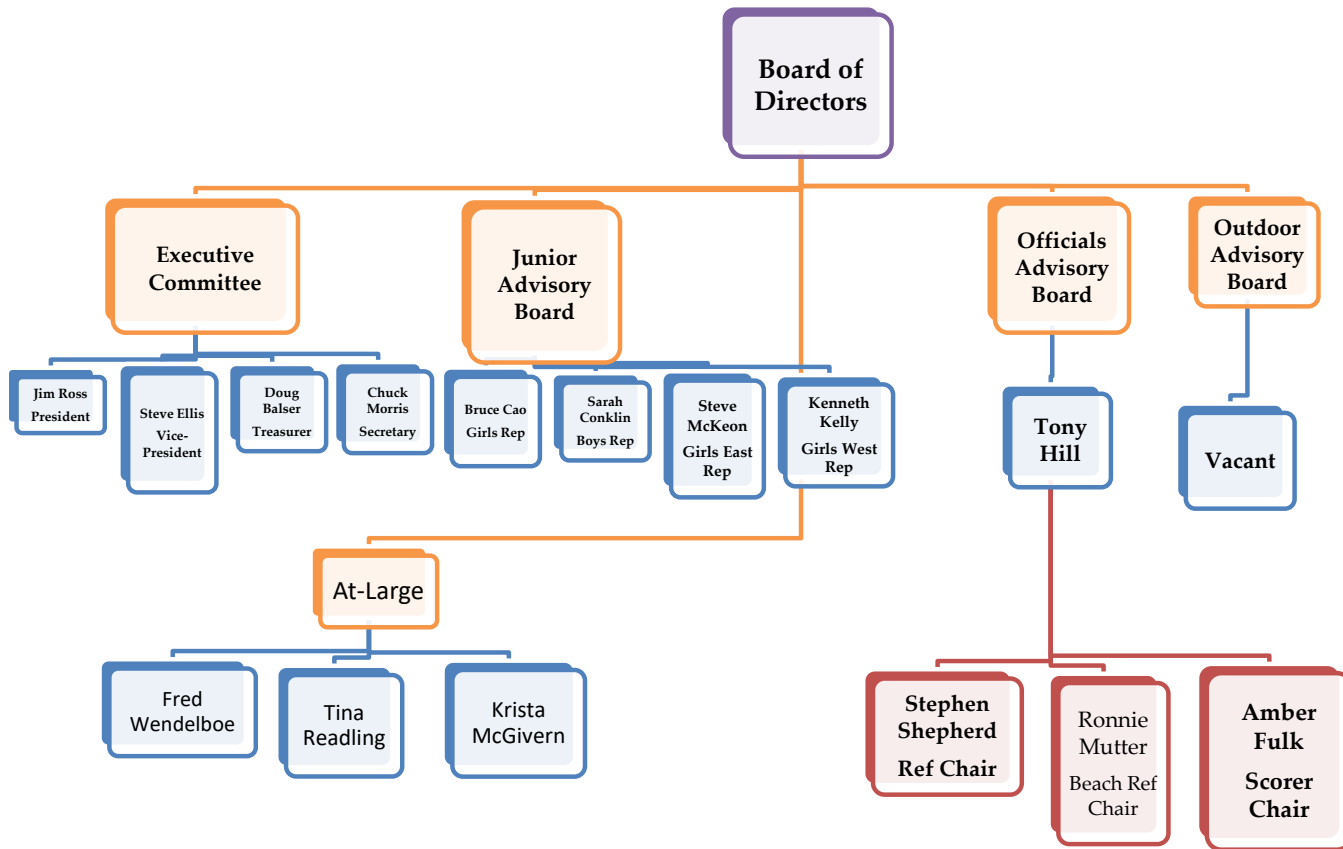 Board of
Directors
Executive
Committee
Junior
Advisory
Board
Officials
Advisory
Board
Outdoor
Advisory
Board
Jim Ross
President
Steve Ellis
Vice-
President
Doug
Balser
Treasurer
Chuck
Morris
Secretary
Bruce Cao
Girls Rep
Sarah
Conklin
Boys Rep
Steve
McKeon
Girls East
Rep
Kenneth
Kelly
Girls West
Rep
Tony
Hill
Vacant
At-Large
Fred
Wendelboe
Tina
Readling
Krista
McGivern
Stephen
Shepherd
Ref Chair
Ronnie
Mutter
Beach Ref
Chair
Amber
Fulk
Scorer
Chair